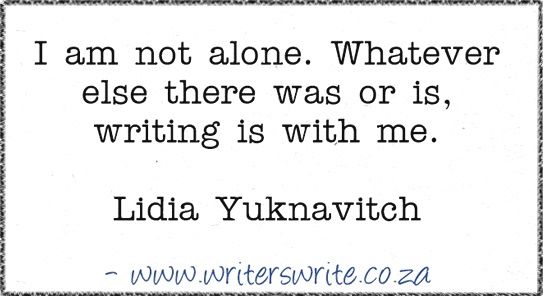 I am not alone. Whatever
else there was or is,
writing is with me.
Lidia Yuknavitch
- www.writerswrite.co.za